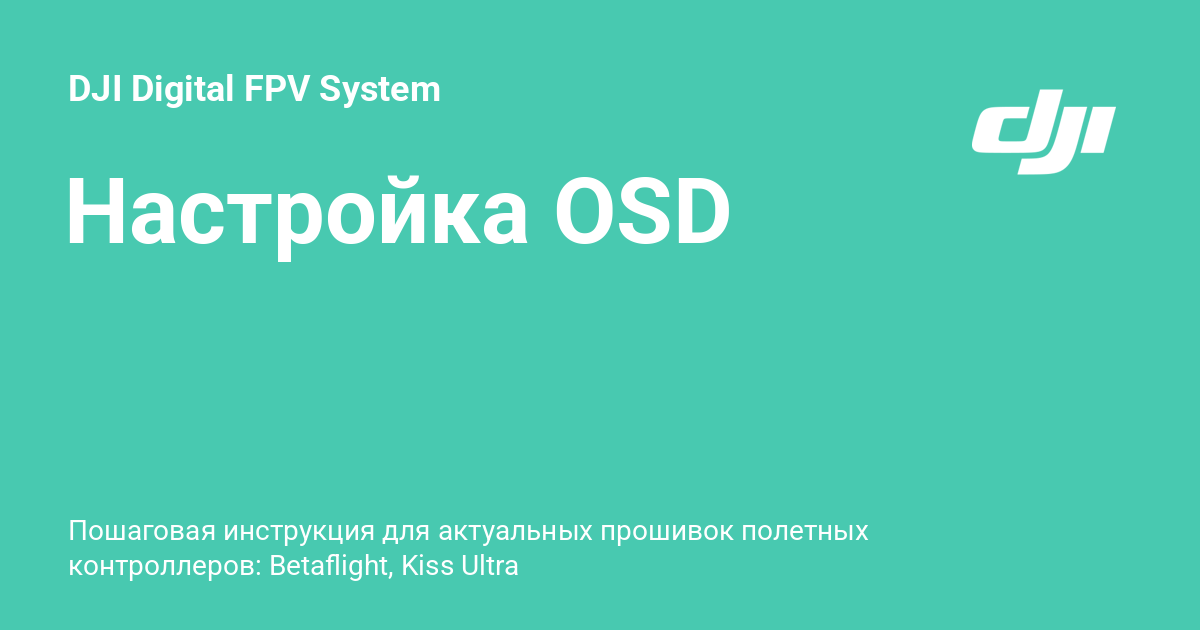 DJI Digital FPV System
dji
Настройка OSD
Пошаговая инструкция для актуальных прошивок полетных
контроллеров: Betaflight, Kiss Ultra